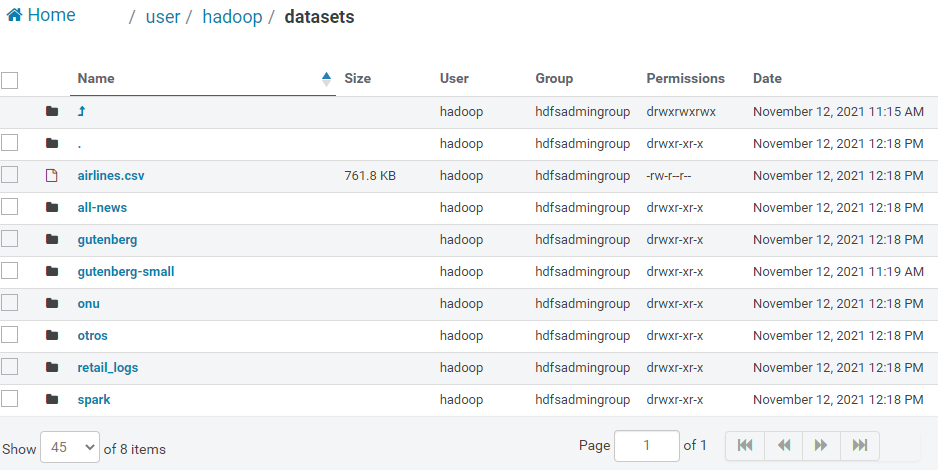 Home / user / hadoop / datasets
Name Size User Group Permissions Date
hadoop hdfsadmingroup drwxrwxrwx November 12, 2021 11:15 AM
. hadoop hdfsadmingroup drwxr-xr-x November 12, 2021 12:18 PM
airlines.csv 761.8 KB hadoop hdfsadmingroup -rw-r--r-- November 12, 2021 12:18 PM
all-news hadoop hdfsadmingroup drwxr-xr-x November 12, 2021 12:18 PM
gutenberg hadoop hdfsadmingroup drwxr-xr-x November 12, 2021 12:18 PM
gutenberg-small hadoop hdfsadmingroup drwxr-xr-x November 12, 2021 11:19 AM
onu hadoop hdfsadmingroup drwxr-xr-x November 12, 2021 12:18 PM
otros hadoop hdfsadmingroup drwxr-xr-x November 12, 2021 12:18 PM
retail_logs hadoop hdfsadmingroup drwxr-xr-x November 12, 2021 12:18 PM
spark hadoop hdfsadmingroup drwxr-xr-x November 12, 2021 12:18 PM
Show 45 of 8 items Page 1 of 1